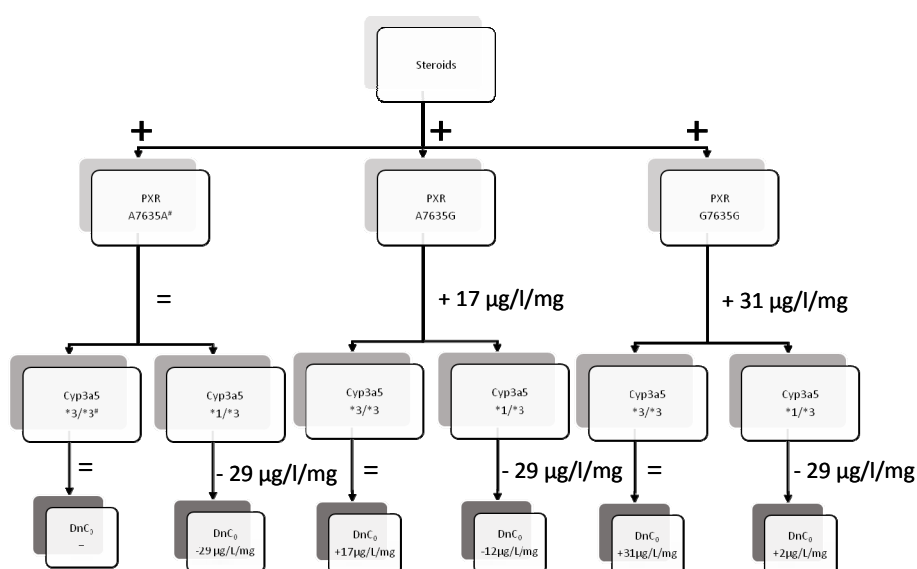 Steroids
+ + +
PXR PXR PXR
A7635A# A7635G G7635G
= + 17 µg/l/mg + 31 µg/l/mg
Cyp3a5 Cyp3a5 Cyp3a5 Cyp3a5 Cyp3a5 Cyp3a5
*3/*3# *1/*3 *3/*3 *1/*3 *3/*3 *1/*3
= - 29 µg/l/mg = - 29 µg/l/mg = - 29 µg/l/mg
DnC₀ DnC₀ DnC₀ DnC₀ DnC₀ DnC₀
– -29 µg/L/mg +17µg/L/mg -12µg/L/mg +31µg/L/mg +2µg/L/mg